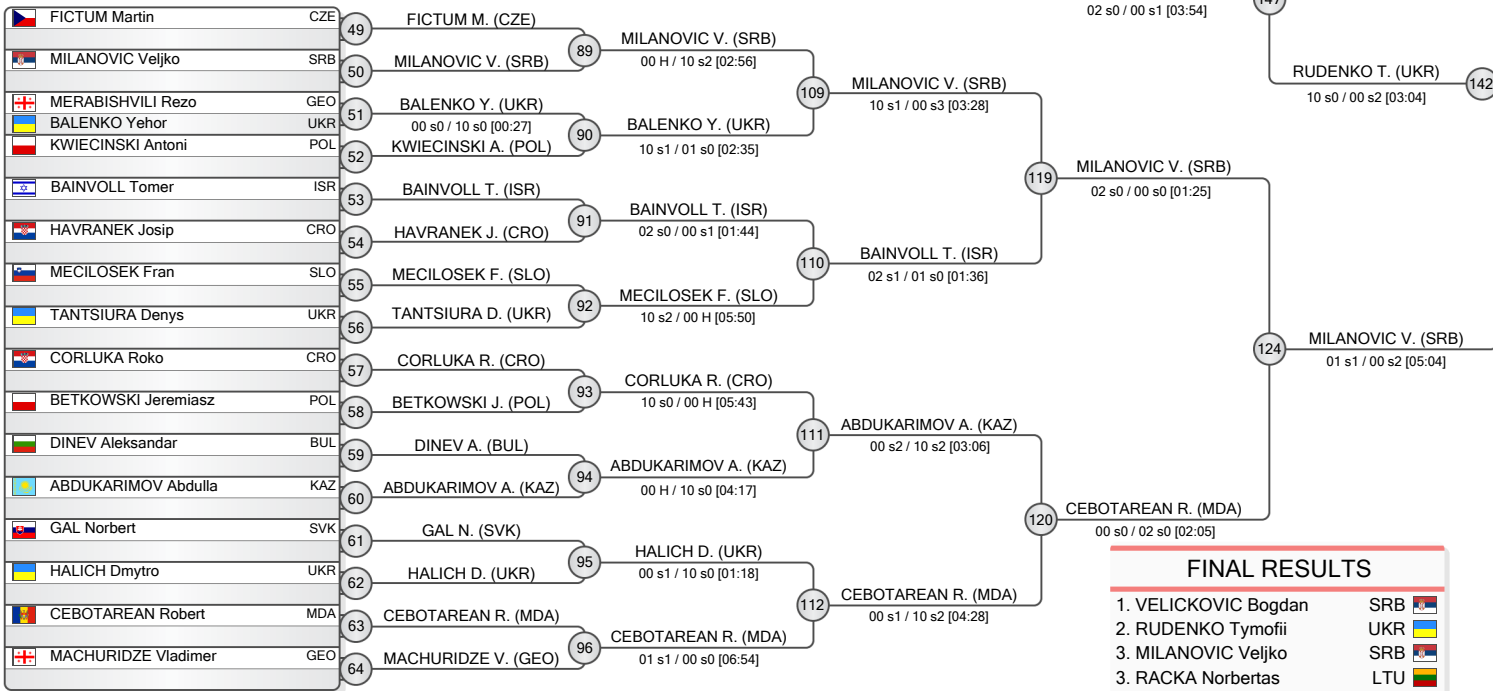 FICTUM Martin CZE
MILANOVIC Veljko SRB
MERABISHVILI Rezo GEO
BALENKO Yehor UKR
KWIECINSKI Antoni POL
BAINVOLL Tomer ISR
HAVRANEK Josip CRO
MECILOSEK Fran SLO
TANTSIURA Denys UKR
CORLUKA Roko CRO
BETKOWSKI Jeremiasz POL
DINEV Aleksandar BUL
ABDUKARIMOV Abdulla KAZ
GAL Norbert SVK
HALICH Dmytro UKR
CEBOTAREAN Robert MDA
MACHURIDZE Vladimer GEO
49
50
51
52
53
54
55
56
57
58
59
60
61
62
63
64
FICTUM M. (CZE)
MILANOVIC V. (SRB)
BALENKO Y. (UKR)
00 s0 / 10 s0 [00:27]
KWIECINSKI A. (POL)
BAINVOLL T. (ISR)
HAVRANEK J. (CRO)
MECILOSEK F. (SLO)
TANTSIURA D. (UKR)
CORLUKA R. (CRO)
BETKOWSKI J. (POL)
DINEV A. (BUL)
ABDUKARIMOV A. (KAZ)
GAL N. (SVK)
HALICH D. (UKR)
CEBOTAREAN R. (MDA)
MACHURIDZE V. (GEO)
89
90
91
92
93
94
95
96
MILANOVIC V. (SRB)
00 H / 10 s2 [02:56]
BALENKO Y. (UKR)
10 s1 / 01 s0 [02:35]
BAINVOLL T. (ISR)
02 s0 / 00 s1 [01:44]
MECILOSEK F. (SLO)
10 s2 / 00 H [05:50]
CORLUKA R. (CRO)
10 s0 / 00 H [05:43]
ABDUKARIMOV A. (KAZ)
00 H / 10 s0 [04:17]
HALICH D. (UKR)
00 s1 / 10 s0 [01:18]
CEBOTAREAN R. (MDA)
01 s1 / 00 s0 [06:54]
109
110
111
112
MILANOVIC V. (SRB)
10 s1 / 00 s3 [03:28]
BAINVOLL T. (ISR)
02 s1 / 01 s0 [01:36]
ABDUKARIMOV A. (KAZ)
00 s2 / 10 s2 [03:06]
CEBOTAREAN R. (MDA)
00 s1 / 10 s2 [04:28]
119
120
02 s0 / 00 s1 [03:54]
MILANOVIC V. (SRB)
02 s0 / 00 s0 [01:25]
CEBOTAREAN R. (MDA)
00 s0 / 02 s0 [02:05]
124
RUDENKO T. (UKR)
10 s0 / 00 s2 [03:04]
142
MILANOVIC V. (SRB)
01 s1 / 00 s2 [05:04]
FINAL RESULTS
1. VELICKOVIC Bogdan SRB
2. RUDENKO Tymofii UKR
3. MILANOVIC Veljko SRB
3. RACKA Norbertas LTU